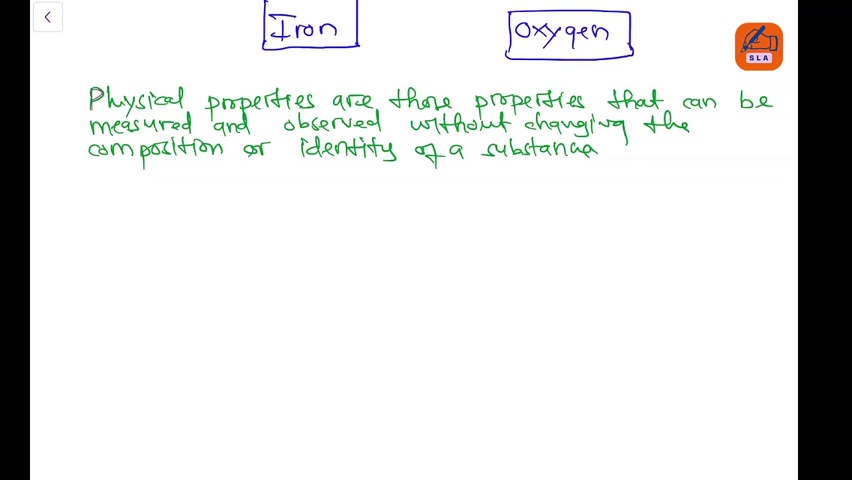 Iron
Oxygen
SLA
Physical properties are those properties that can be
measured and observed without changing the
composition or identity of a substance